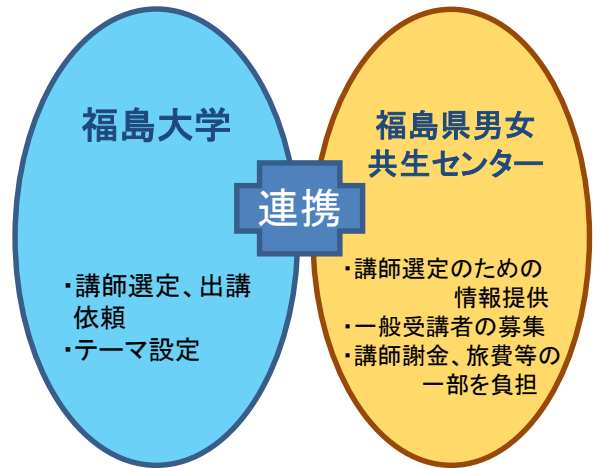 福島大学
・講師選定、出講
依頼
・テーマ設定
連携
福島県男女
共生センター
・講師選定のための
情報提供
・一般受講者の募集
・講師謝金、旅費等の
一部を負担